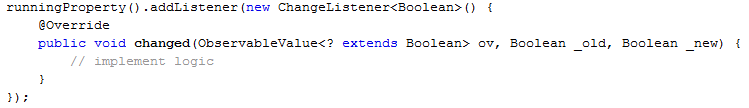 runningProperty().addListener(new ChangeListener<Boolean>() {
    @Override
    public void changed(ObservableValue<? extends Boolean> ov, Boolean _old, Boolean _new) {
        // implement logic
    }
});